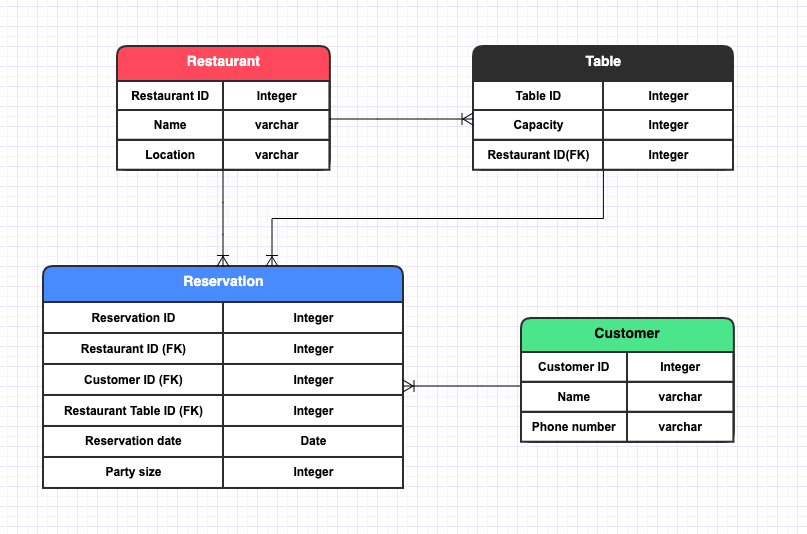 Restaurant
Restaurant ID Integer
Name varchar
Location varchar
Table
Table ID Integer
Capacity Integer
Restaurant ID(FK) Integer
Reservation
Reservation ID Integer
Restaurant ID (FK) Integer
Customer ID (FK) Integer
Restaurant Table ID (FK) Integer
Reservation date Date
Party size Integer
Customer
Customer ID Integer
Name varchar
Phone number varchar